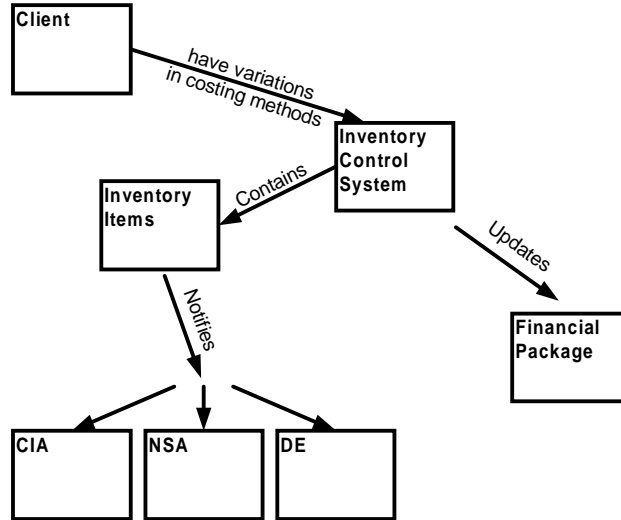 Client
have variations
in costing methods
Inventory
Control
System
Contains
Inventory
Items
Updates
Notifies
Financial
Package
CIA
NSA
DE